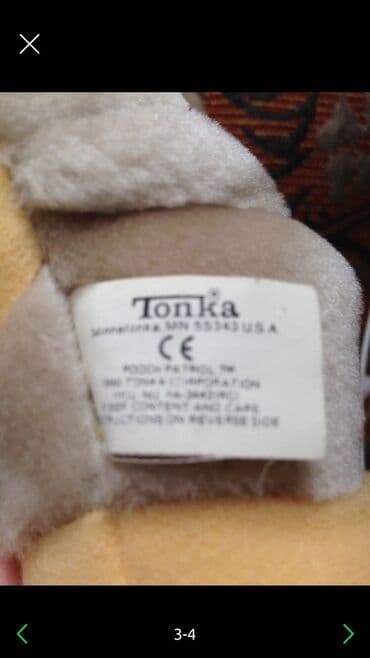 Tonka®
Minnetonka, MN 55343 U.S.A.
CE
POOCH PATROL ™
TONKA CORPORATION
CONTENT AND CARE
INSTRUCTIONS ON REVERSE SIDE
3-4